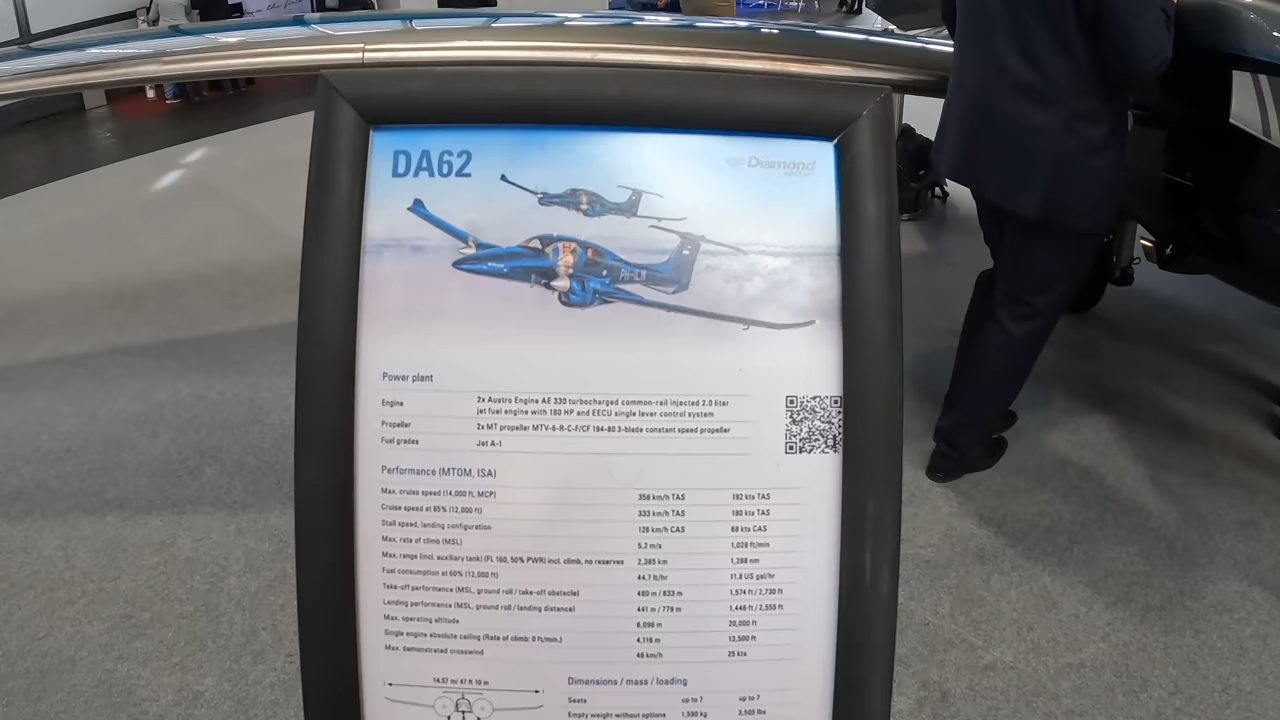 DA62
Diamond
PH-ILM
Power plant
Engine 2x Austro Engine AE 330 turbocharged common-rail injected 2.0 liter
jet fuel engine with 180 HP and EECU single lever control system
Propeller 2x MT propeller MTV-6-R-C-F/CF 194-80 3-blade constant speed propeller
Fuel grades Jet A-1
Performance (MTOM, ISA)
Max. cruise speed (14,000 ft, MCP) 356 km/h TAS 192 kts TAS
Cruise speed at 85% (12,000 ft) 333 km/h TAS 180 kts TAS
Stall speed, landing configuration 126 km/h CAS 68 kts CAS
Max. rate of climb (MSL) 5.2 m/s 1,028 ft/min
Max. range (incl. auxiliary tank) (FL 160, 50% PWR) incl. climb, no reserves 2,385 km 1,288 nm
Fuel consumption at 60% (12,000 ft) 44.7 lt/hr 11.8 US gal/hr
Take-off performance (MSL, ground roll / take-off obstacle) 480 m / 833 m 1,574 ft / 2,730 ft
Landing performance (MSL, ground roll / landing distance) 441 m / 779 m 1,446 ft / 2,555 ft
Max. operating altitude 6,096 m 20,000 ft
Single engine absolute ceiling (Rate of climb: 0 ft/min.) 4,116 m 13,500 ft
Max. demonstrated crosswind 46 km/h 25 kts
14,57 m/ 47 ft 10 in
Dimensions / mass / loading
Seats up to 7 up to 7
Empty weight without options 1,590 kg 3,505 lbs